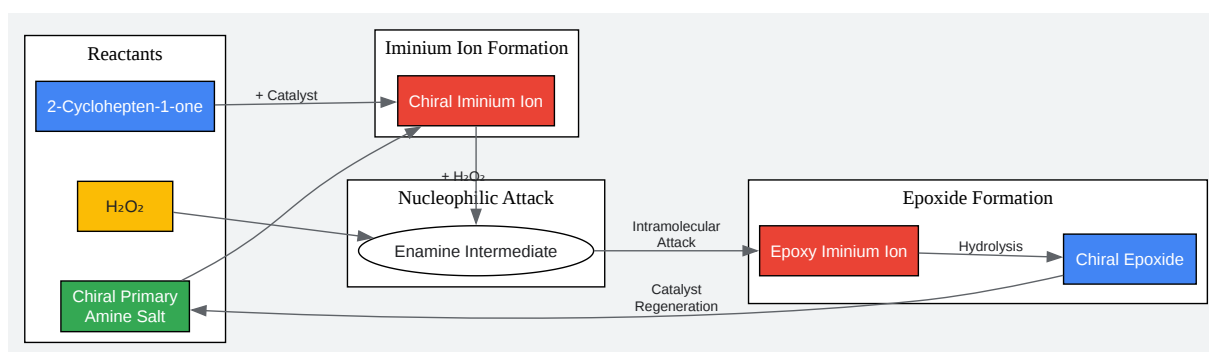 Reactants
2-Cyclohepten-1-one
H₂O₂
Chiral Primary
Amine Salt
+ Catalyst
Iminium Ion Formation
Chiral Iminium Ion
+ H₂O₂
Nucleophilic Attack
Enamine Intermediate
Intramolecular
Attack
Epoxide Formation
Epoxy Iminium Ion
Hydrolysis
Chiral Epoxide
Catalyst
Regeneration